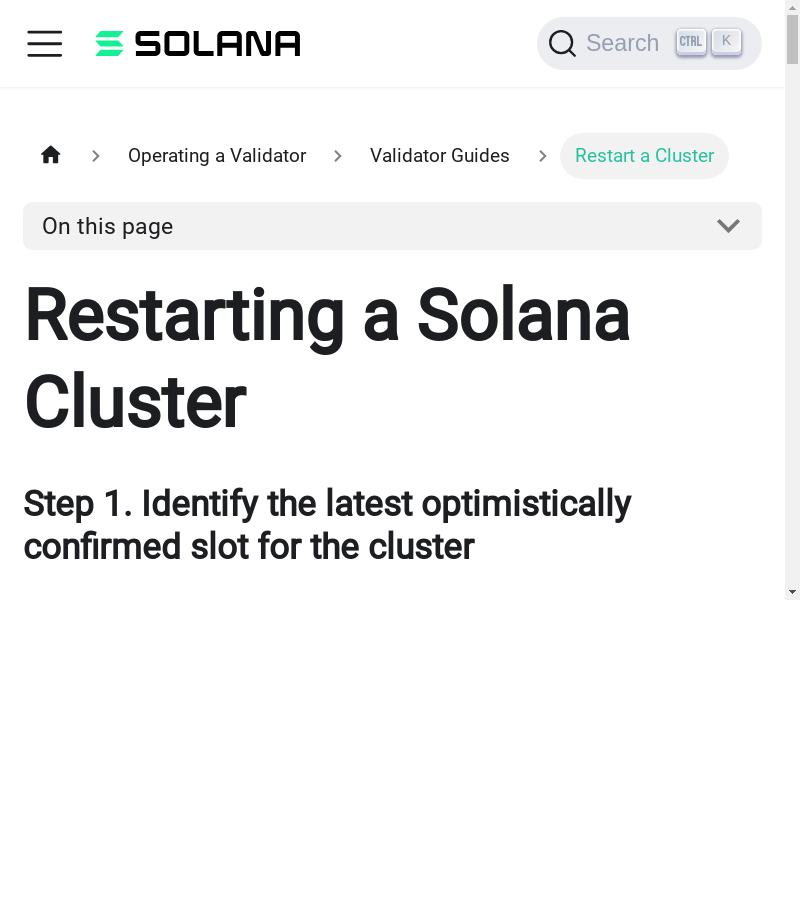 SOLANA
Search CTRL K
Operating a Validator Validator Guides Restart a Cluster
On this page
Restarting a Solana
Cluster
Step 1. Identify the latest optimistically
confirmed slot for the cluster